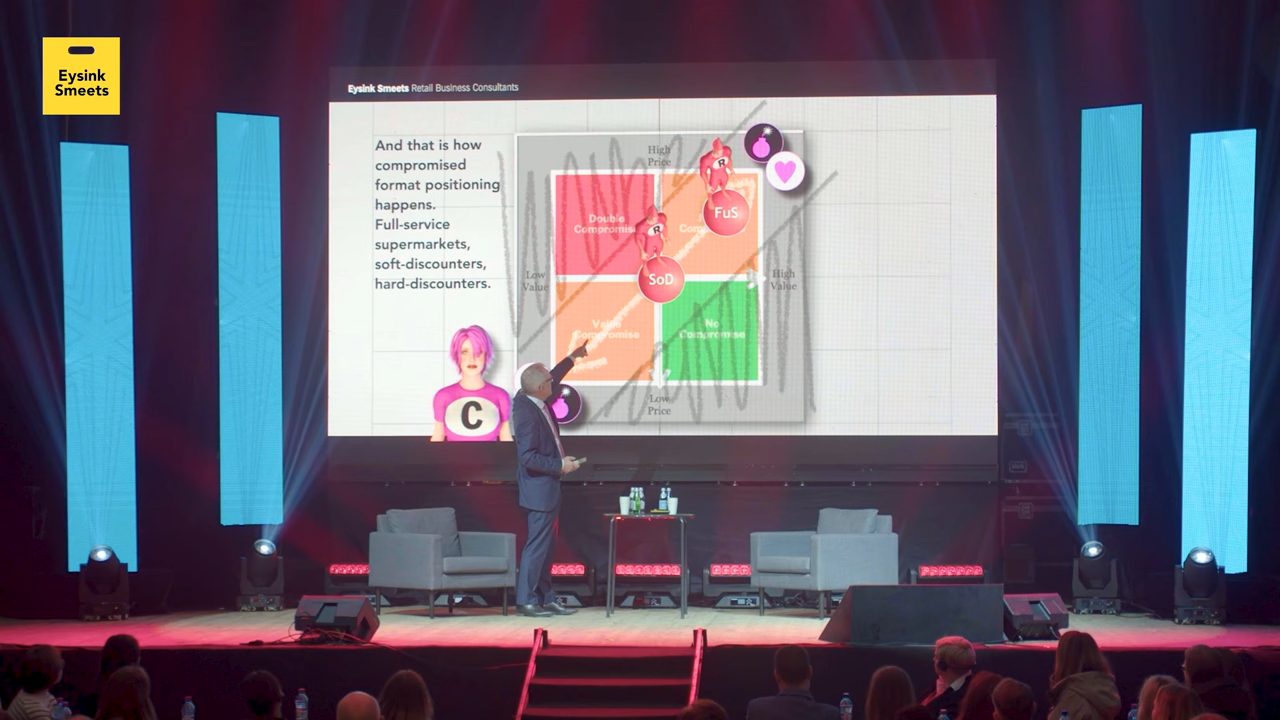 Eysink
Smeets
Eysink Smeets Retail Business Consultants
And that is how
compromised
format positioning
happens.
Full-service
supermarkets,
soft-discounters,
hard-discounters.
High
Price
R
FuS
Double
R
SoD
Low
Value
High
Value
Value
Compromise
No
Compromise
Low
Price
C